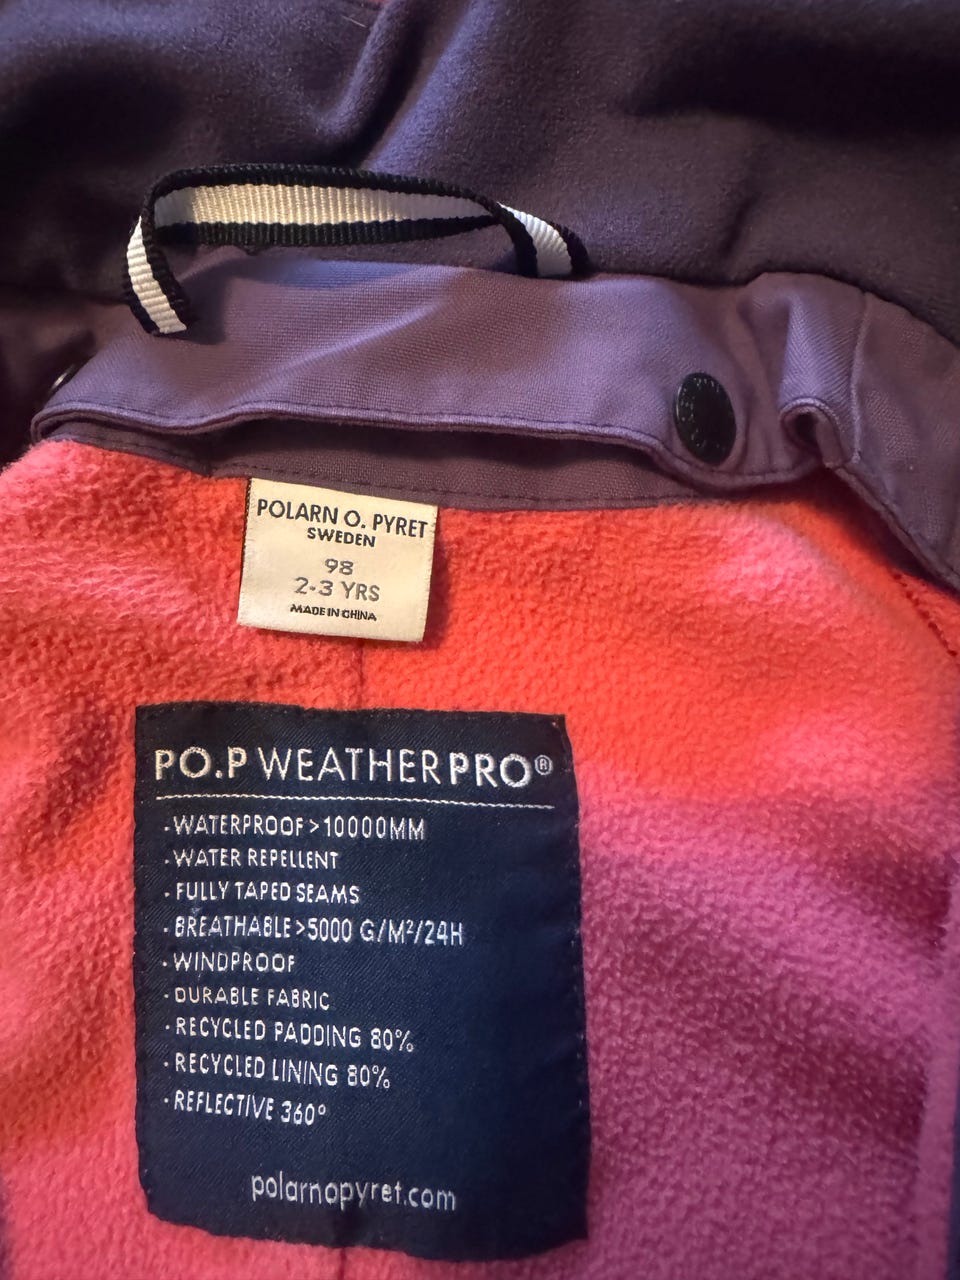 POLARN O. PYRET
SWEDEN
98
2-3 YRS
MADE IN CHINA
PO.P WEATHERPRO®
·WATERPROOF >10000MM
·WATER REPELLENT
·FULLY TAPED SEAMS
·BREATHABLE >5000 G/M²/24H
·WINDPROOF
·DURABLE FABRIC
·RECYCLED PADDING 80%
·RECYCLED LINING 80%
·REFLECTIVE 360°
polarnopyret.com